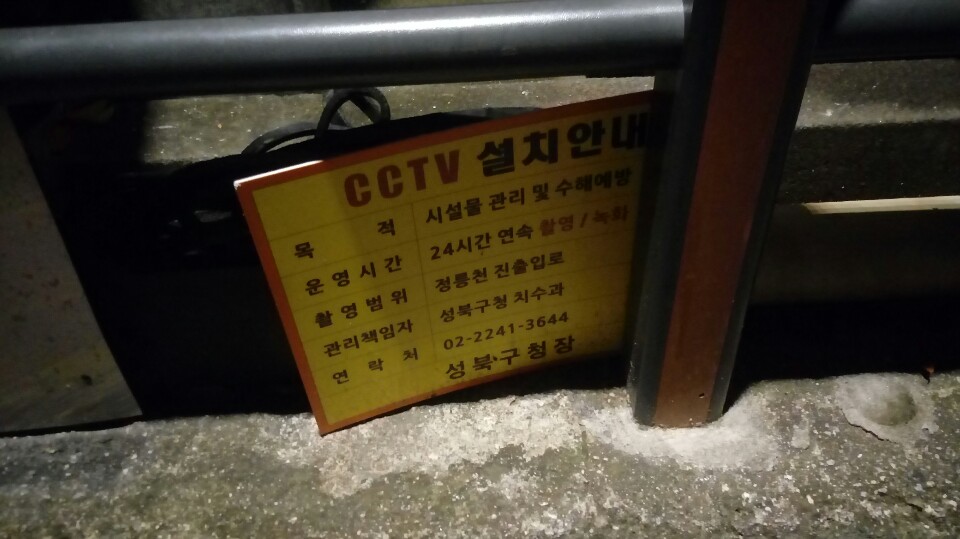 CCTV 설치안내
목 적 시설물 관리 및 수해예방
운영시간 24시간 연속 촬영 / 녹화
촬영범위 정릉천 진출입로
관리책임자 성북구청 치수과
연 락 처 02-2241-3644
성북구청장